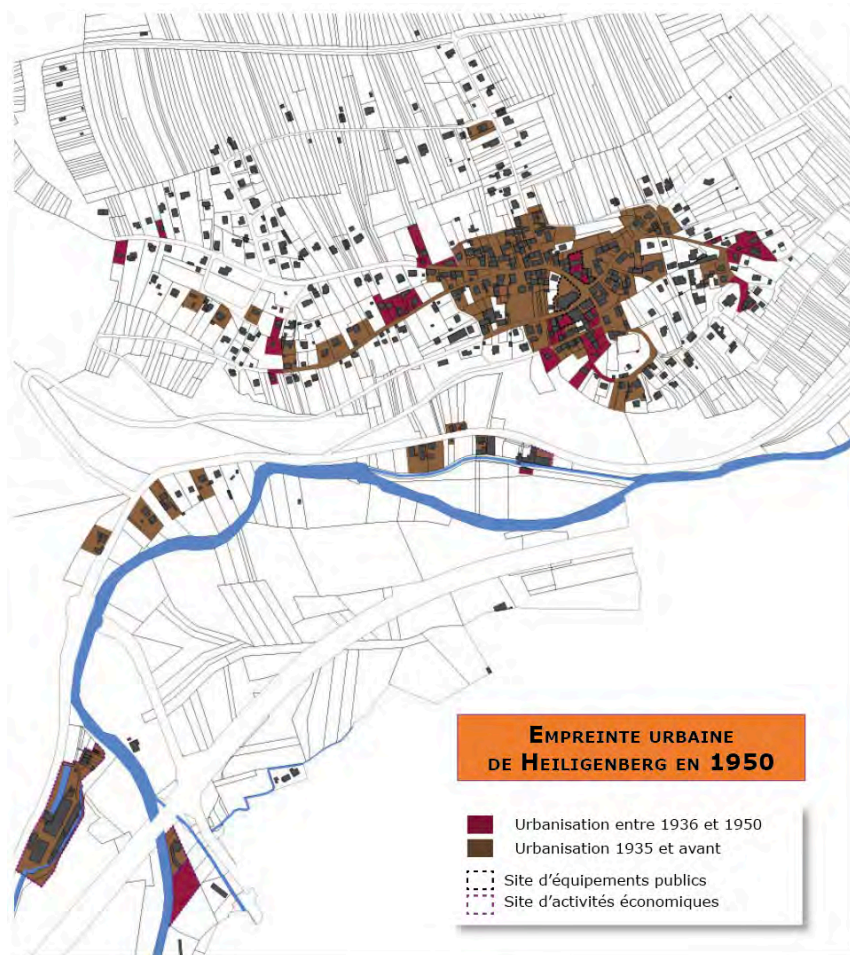 EMPREINTE URBAINE
DE HEILIGENBERG EN 1950
Urbanisation entre 1936 et 1950
Urbanisation 1935 et avant
Site d'équipements publics
Site d'activités économiques